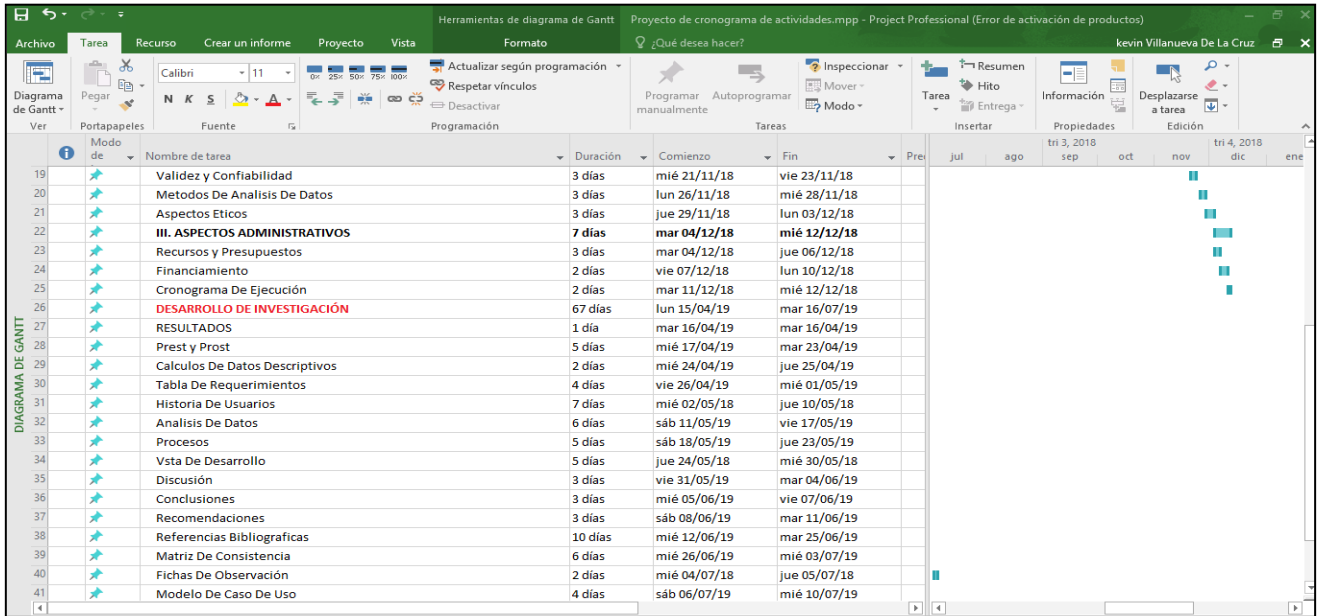 Herramientas de diagrama de Gantt Proyecto de cronograma de actividades.mpp - Project Professional (Error de activación de productos)
Archivo Tarea Recurso Crear un informe Proyecto Vista Formato ¿Qué desea hacer? kevin Villanueva De La Cruz
Diagrama de Gantt
Ver
Pegar
Portapapeles
Calibri 11
N K S A
Fuente
0% 25% 50% 75% 100%
Actualizar según programación
Respetar vínculos
Desactivar
Programación
Programar manualmente Autoprogramar
Inspeccionar
Mover
Modo
Tareas
Tarea
Resumen
Hito
Entrega
Insertar
Información
Propiedades
Desplazarse a tarea
Edición
Modo de Nombre de tarea Duración Comienzo Fin tri 3, 2018 tri 4, 2018
jul ago sep oct nov dic ene
DIAGRAMA DE GANTT
19 Validez y Confiabilidad 3 días mié 21/11/18 vie 23/11/18
20 Metodos De Analisis De Datos 3 días lun 26/11/18 mié 28/11/18
21 Aspectos Eticos 3 días jue 29/11/18 lun 03/12/18
22 III. ASPECTOS ADMINISTRATIVOS 7 días mar 04/12/18 mié 12/12/18
23 Recursos y Presupuestos 3 días mar 04/12/18 jue 06/12/18
24 Financiamiento 2 días vie 07/12/18 lun 10/12/18
25 Cronograma De Ejecución 2 días mar 11/12/18 mié 12/12/18
26 DESARROLLO DE INVESTIGACIÓN 67 días lun 15/04/19 mar 16/07/19
27 RESULTADOS 1 día mar 16/04/19 mar 16/04/19
28 Prest y Prost 5 días mié 17/04/19 mar 23/04/19
29 Calculos De Datos Descriptivos 2 días mié 24/04/19 jue 25/04/19
30 Tabla De Requerimientos 4 días vie 26/04/19 mié 01/05/19
31 Historia De Usuarios 7 días mié 02/05/18 jue 10/05/18
32 Analisis De Datos 6 días sáb 11/05/19 vie 17/05/19
33 Procesos 5 días sáb 18/05/19 jue 23/05/19
34 Vsta De Desarrollo 5 días jue 24/05/18 mié 30/05/18
35 Discusión 3 días vie 31/05/19 mar 04/06/19
36 Conclusiones 3 días mié 05/06/19 vie 07/06/19
37 Recomendaciones 3 días sáb 08/06/19 mar 11/06/19
38 Referencias Bibliograficas 10 días mié 12/06/19 mar 25/06/19
39 Matriz De Consistencia 6 días mié 26/06/19 mié 03/07/19
40 Fichas De Observación 2 días mié 04/07/18 jue 05/07/18
41 Modelo De Caso De Uso 4 días sáb 06/07/19 mié 10/07/19